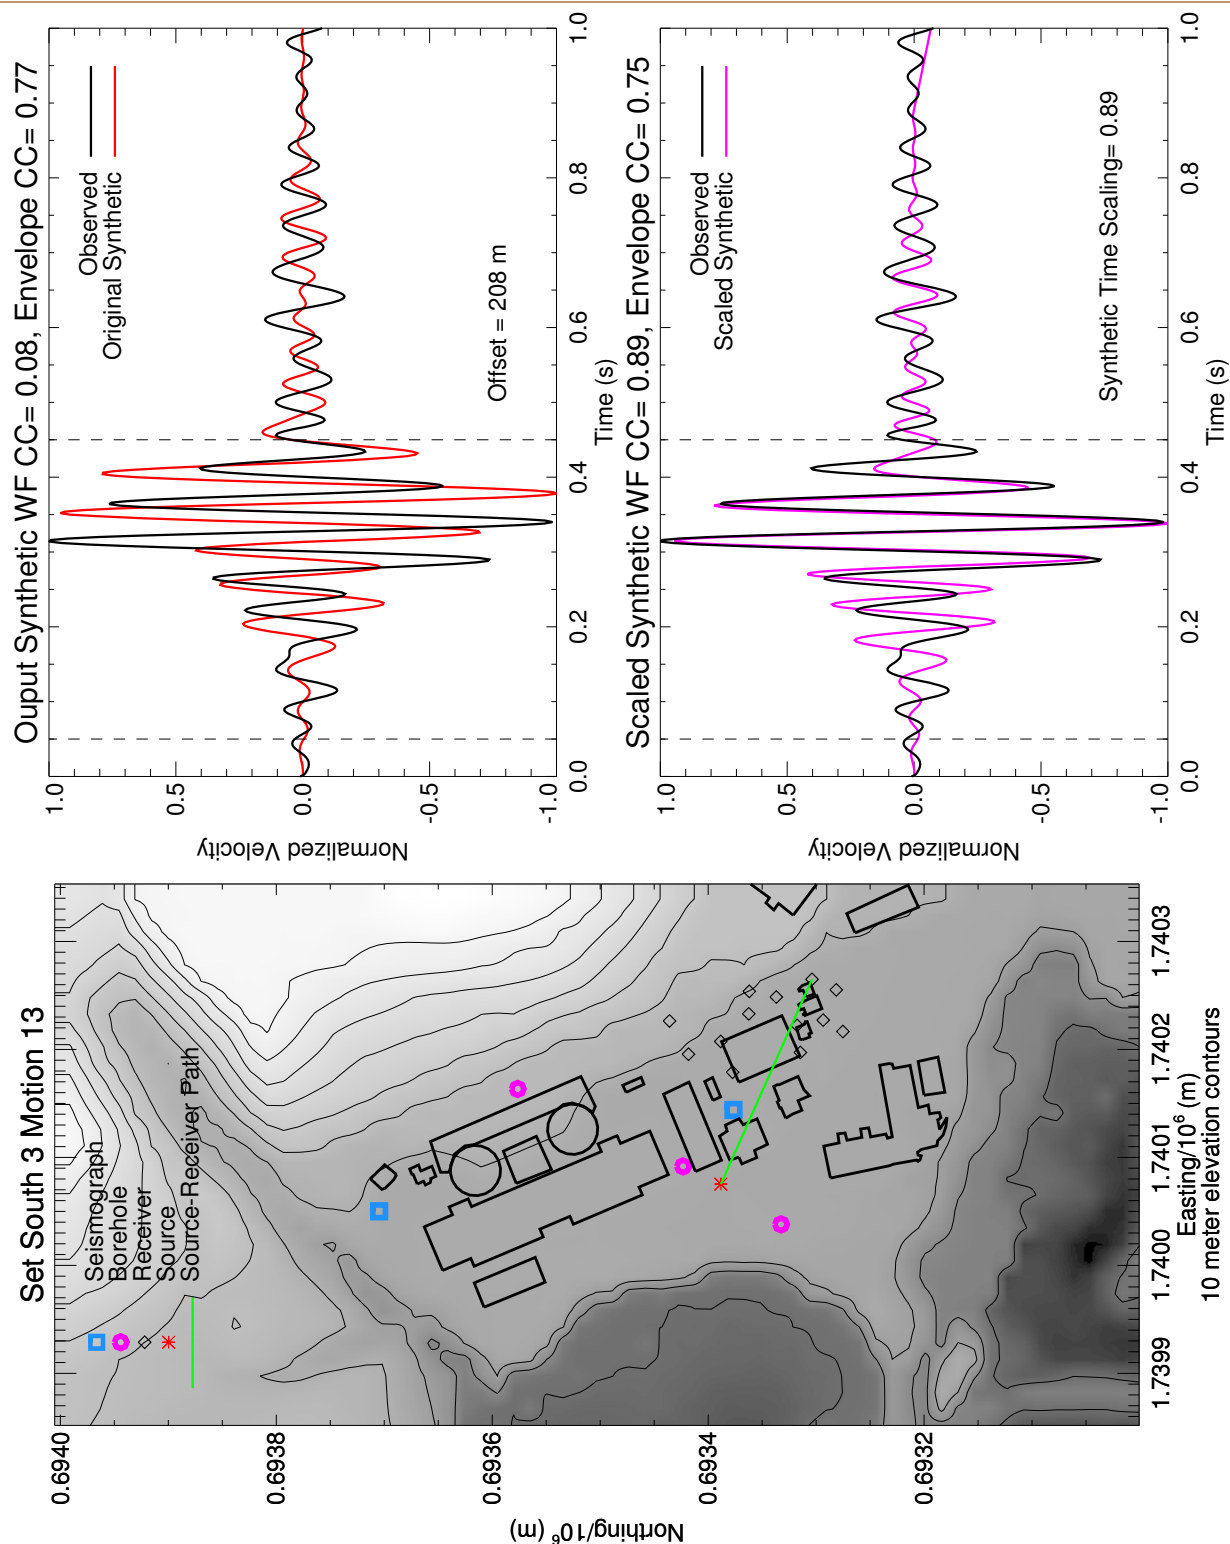 Set South 3 Motion 13
Seismograph
Borehole
Receiver
Source
Source-Receiver Path
0.6940
0.6938
0.6936
0.6934
0.6932
Northing/10⁶ (m)
1.7399
1.7400
1.7401
1.7402
1.7403
Easting/10⁶ (m)
10 meter elevation contours
Ouput Synthetic WF CC= 0.08, Envelope CC= 0.77
Observed
Original Synthetic
Offset = 208 m
1.0
0.5
0.0
-0.5
-1.0
Normalized Velocity
0.0
0.2
0.4
0.6
0.8
1.0
Time (s)
Scaled Synthetic WF CC= 0.89, Envelope CC= 0.75
Observed
Scaled Synthetic
Synthetic Time Scaling= 0.89
1.0
0.5
0.0
-0.5
-1.0
Normalized Velocity
0.0
0.2
0.4
0.6
0.8
1.0
Time (s)